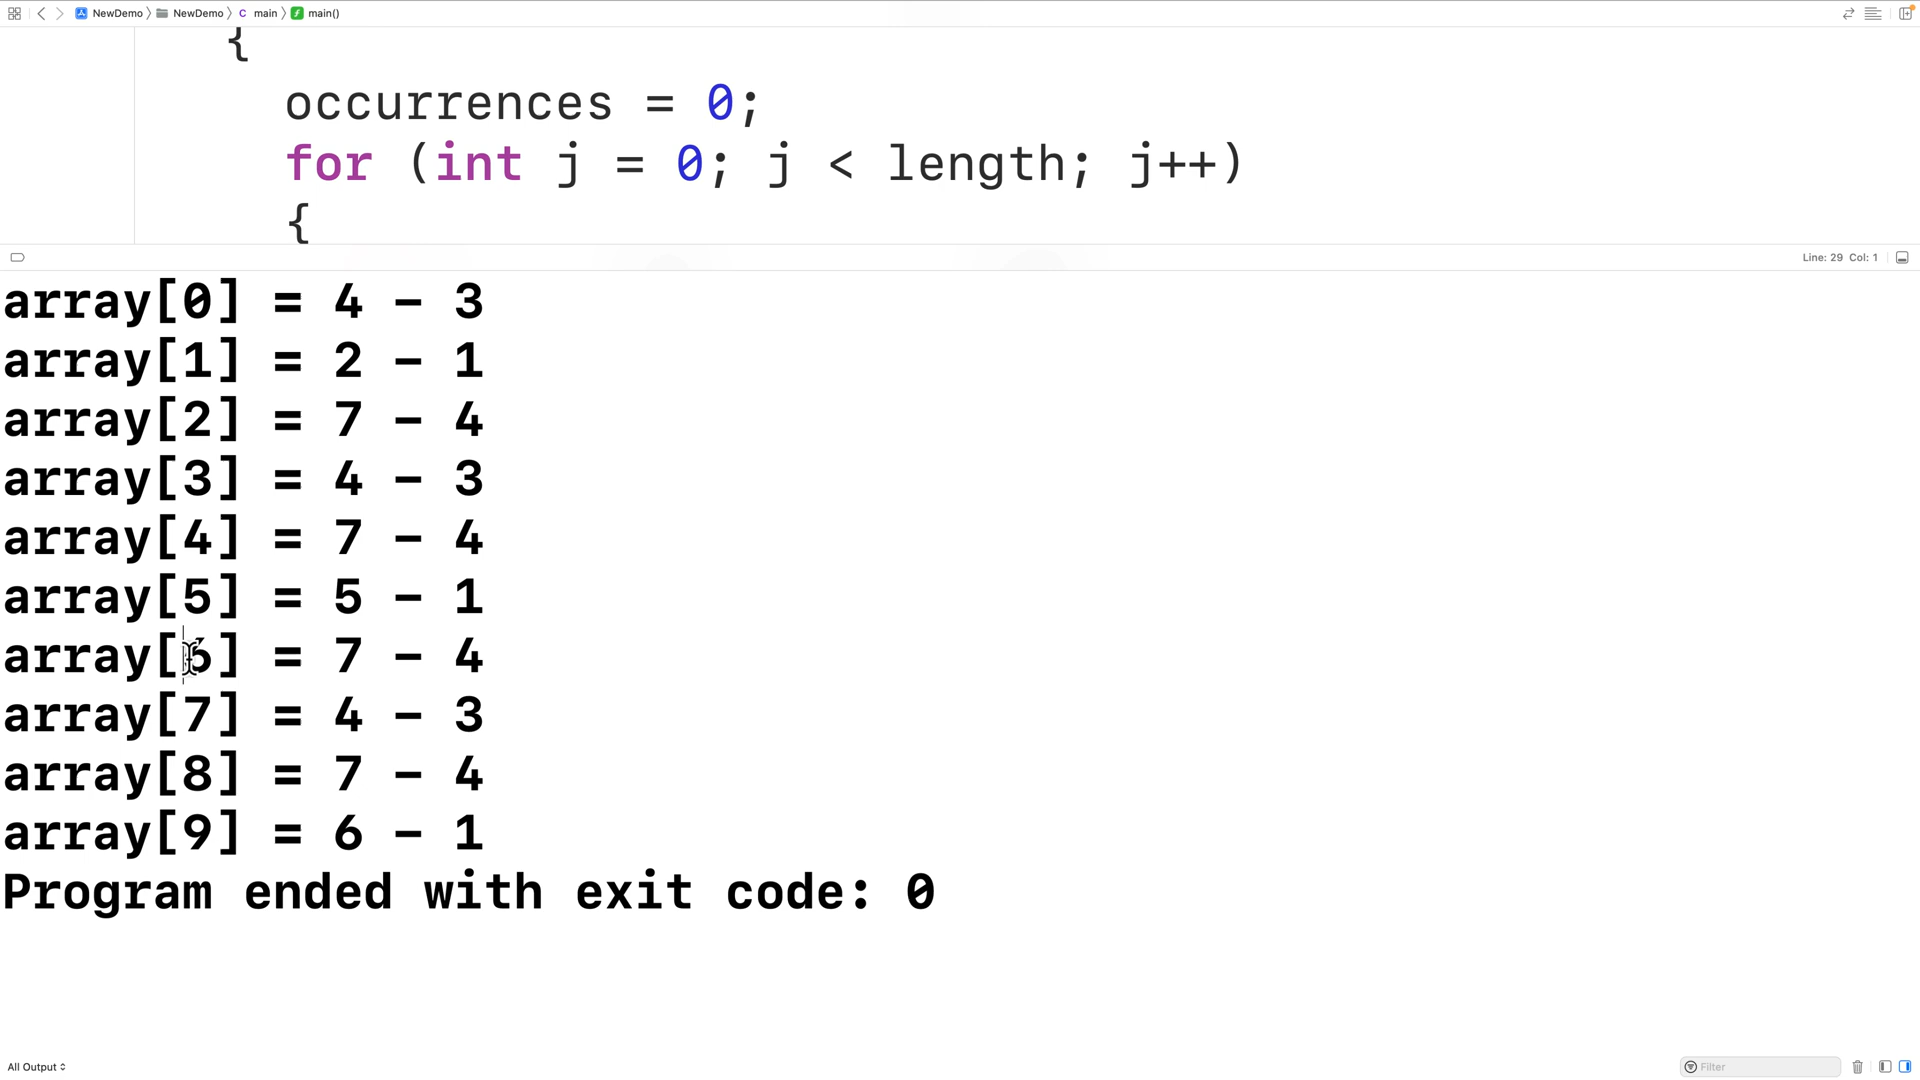 NewDemo 〉 NewDemo 〉 C main 〉 f main()
{
occurrences = 0;
for (int j = 0; j < length; j++)
{
Line: 29 Col: 1
array[0] = 4 - 3
array[1] = 2 - 1
array[2] = 7 - 4
array[3] = 4 - 3
array[4] = 7 - 4
array[5] = 5 - 1
array[6] = 7 - 4
array[7] = 4 - 3
array[8] = 7 - 4
array[9] = 6 - 1
Program ended with exit code: 0
All Output
Filter